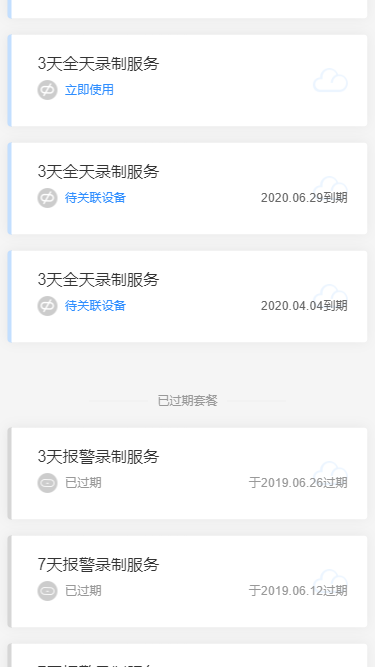 3天全天录制服务
立即使用
3天全天录制服务
待关联设备 2020.06.29到期
3天全天录制服务
待关联设备 2020.04.04到期
已过期套餐
3天报警录制服务
已过期 于2019.06.26过期
7天报警录制服务
已过期 于2019.06.12过期